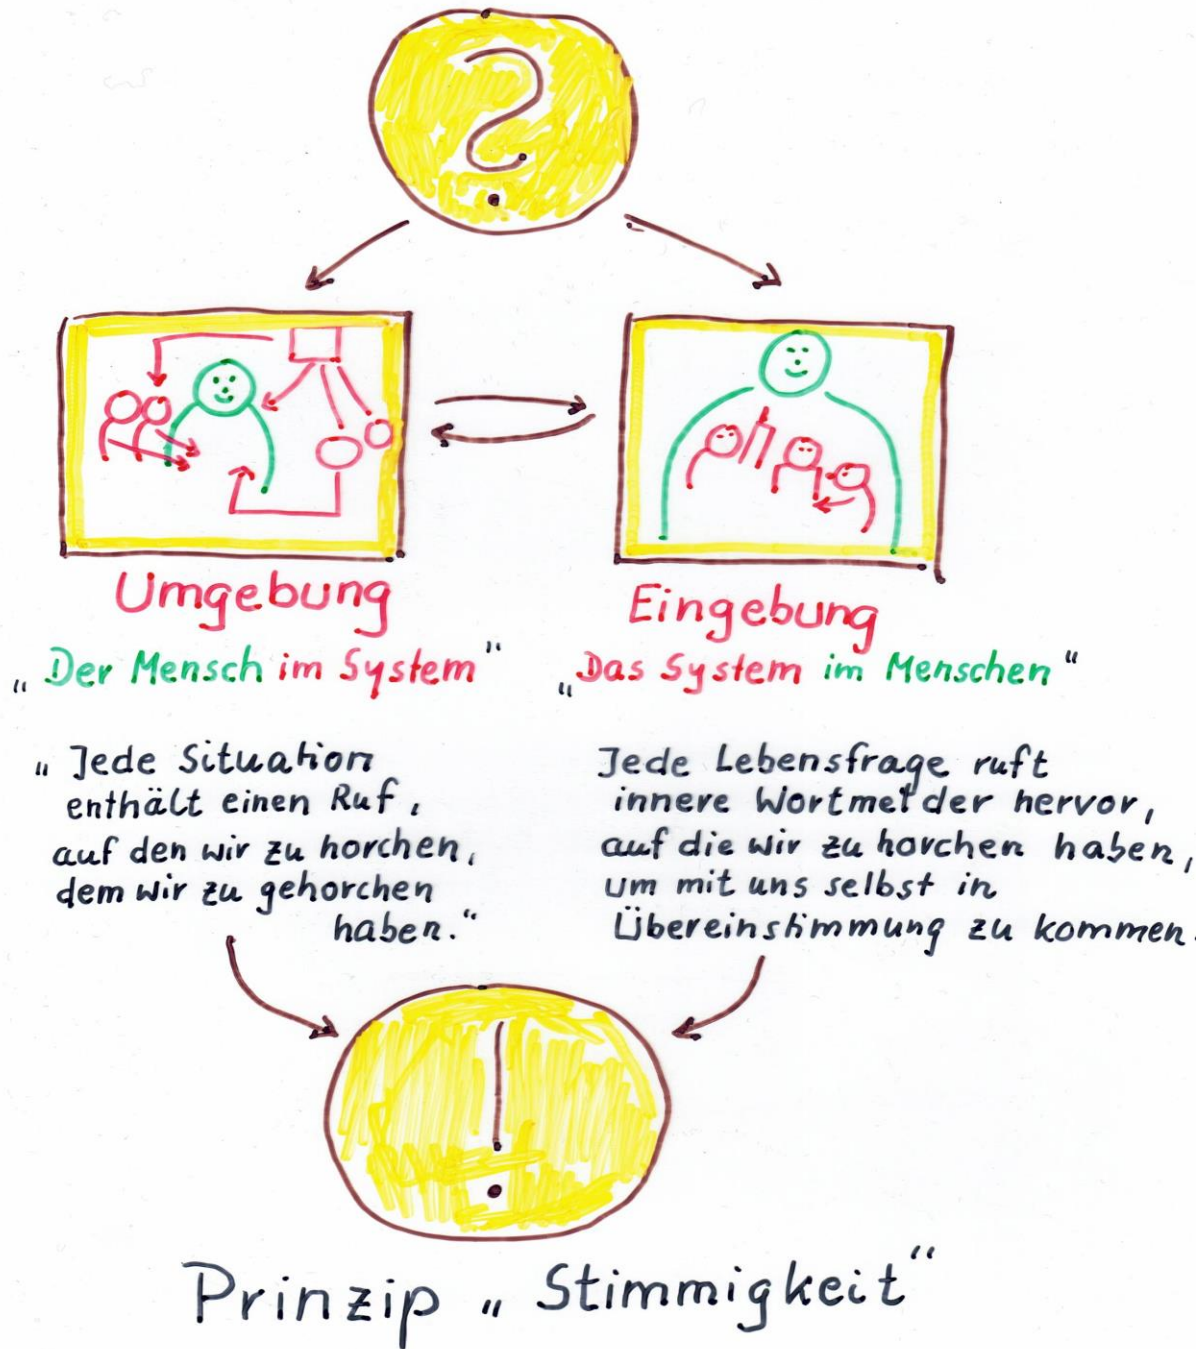 ?
Umgebung
„Der Mensch im System"
„Jede Situation
enthält einen Ruf,
auf den wir zu horchen,
dem wir zu gehorchen
haben."
Eingebung
„Das System im Menschen"
Jede Lebensfrage ruft
innere Wortmelder hervor,
auf die wir zu horchen haben,
um mit uns selbst in
Übereinstimmung zu kommen.
!
Prinzip „Stimmigkeit"